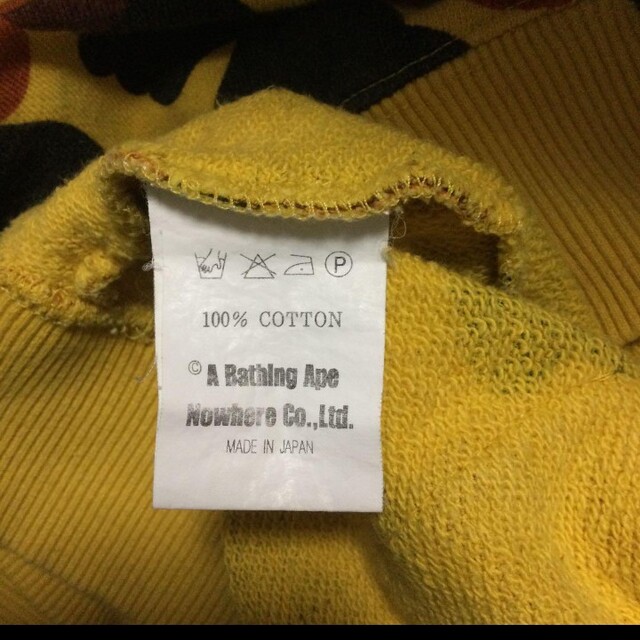 P
100% COTTON
© A Bathing Ape
Nowhere Co.,Ltd.
MADE IN JAPAN